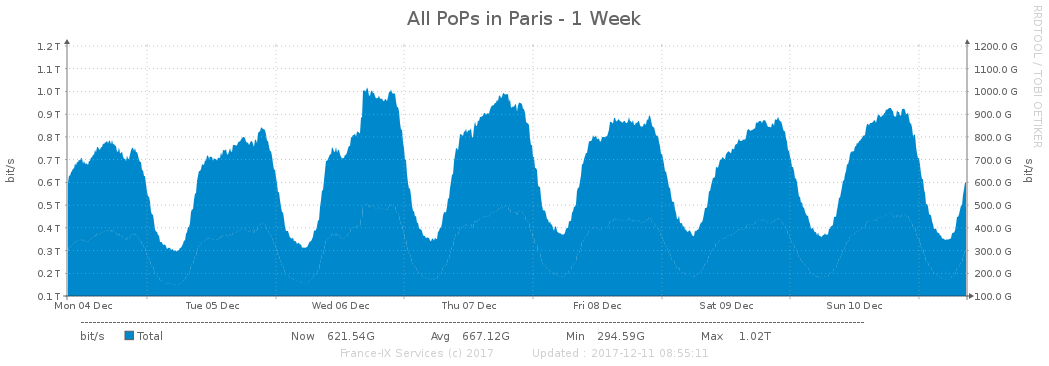 All PoPs in Paris - 1 Week
RRDTOOL / TOBI OETIKER
bit/s
bit/s
1.2 T 1200.0 G
1.1 T 1100.0 G
1.0 T 1000.0 G
0.9 T 900.0 G
0.8 T 800.0 G
0.7 T 700.0 G
0.6 T 600.0 G
0.5 T 500.0 G
0.4 T 400.0 G
0.3 T 300.0 G
0.2 T 200.0 G
0.1 T 100.0 G
Mon 04 Dec Tue 05 Dec Wed 06 Dec Thu 07 Dec Fri 08 Dec Sat 09 Dec Sun 10 Dec
bit/s Total Now 621.54G Avg 667.12G Min 294.59G Max 1.02T
France-IX Services (c) 2017 Updated : 2017-12-11 08:55:11